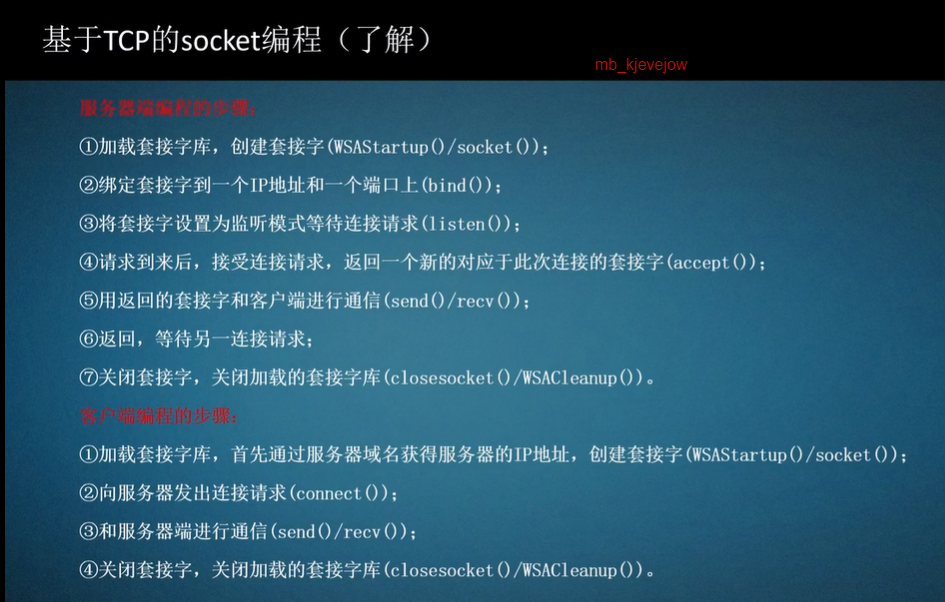 基于TCP的socket编程（了解）
mb_kjevejow
服务器端编程的步骤：
①加载套接字库，创建套接字(WSAStartup()/socket())；
②绑定套接字到一个IP地址和一个端口上(bind())；
③将套接字设置为监听模式等待连接请求(listen())；
④请求到来后，接受连接请求，返回一个新的对应于此次连接的套接字(accept())；
⑤用返回的套接字和客户端进行通信(send()/recv())；
⑥返回，等待另一连接请求；
⑦关闭套接字，关闭加载的套接字库(closesocket()/WSACleanup())。
客户端编程的步骤：
①加载套接字库，首先通过服务器域名获得服务器的IP地址，创建套接字(WSAStartup()/socket())；
②向服务器发出连接请求(connect())；
③和服务器端进行通信(send()/recv())；
④关闭套接字，关闭加载的套接字库(closesocket()/WSACleanup())。